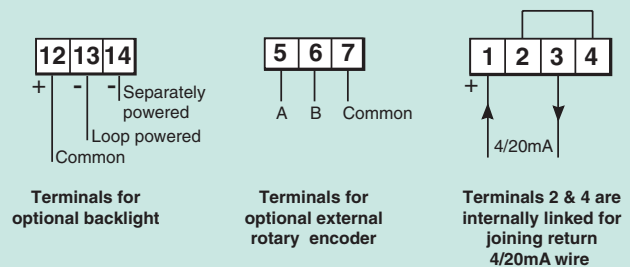 12 13 14
+ - -
Separately
powered
Loop powered
Common
Terminals for
optional backlight
5 6 7
A B Common
Terminals for
optional external
rotary encoder
1 2 3 4
+
4/20mA
Terminals 2 & 4 are
internally linked for
joining return
4/20mA wire